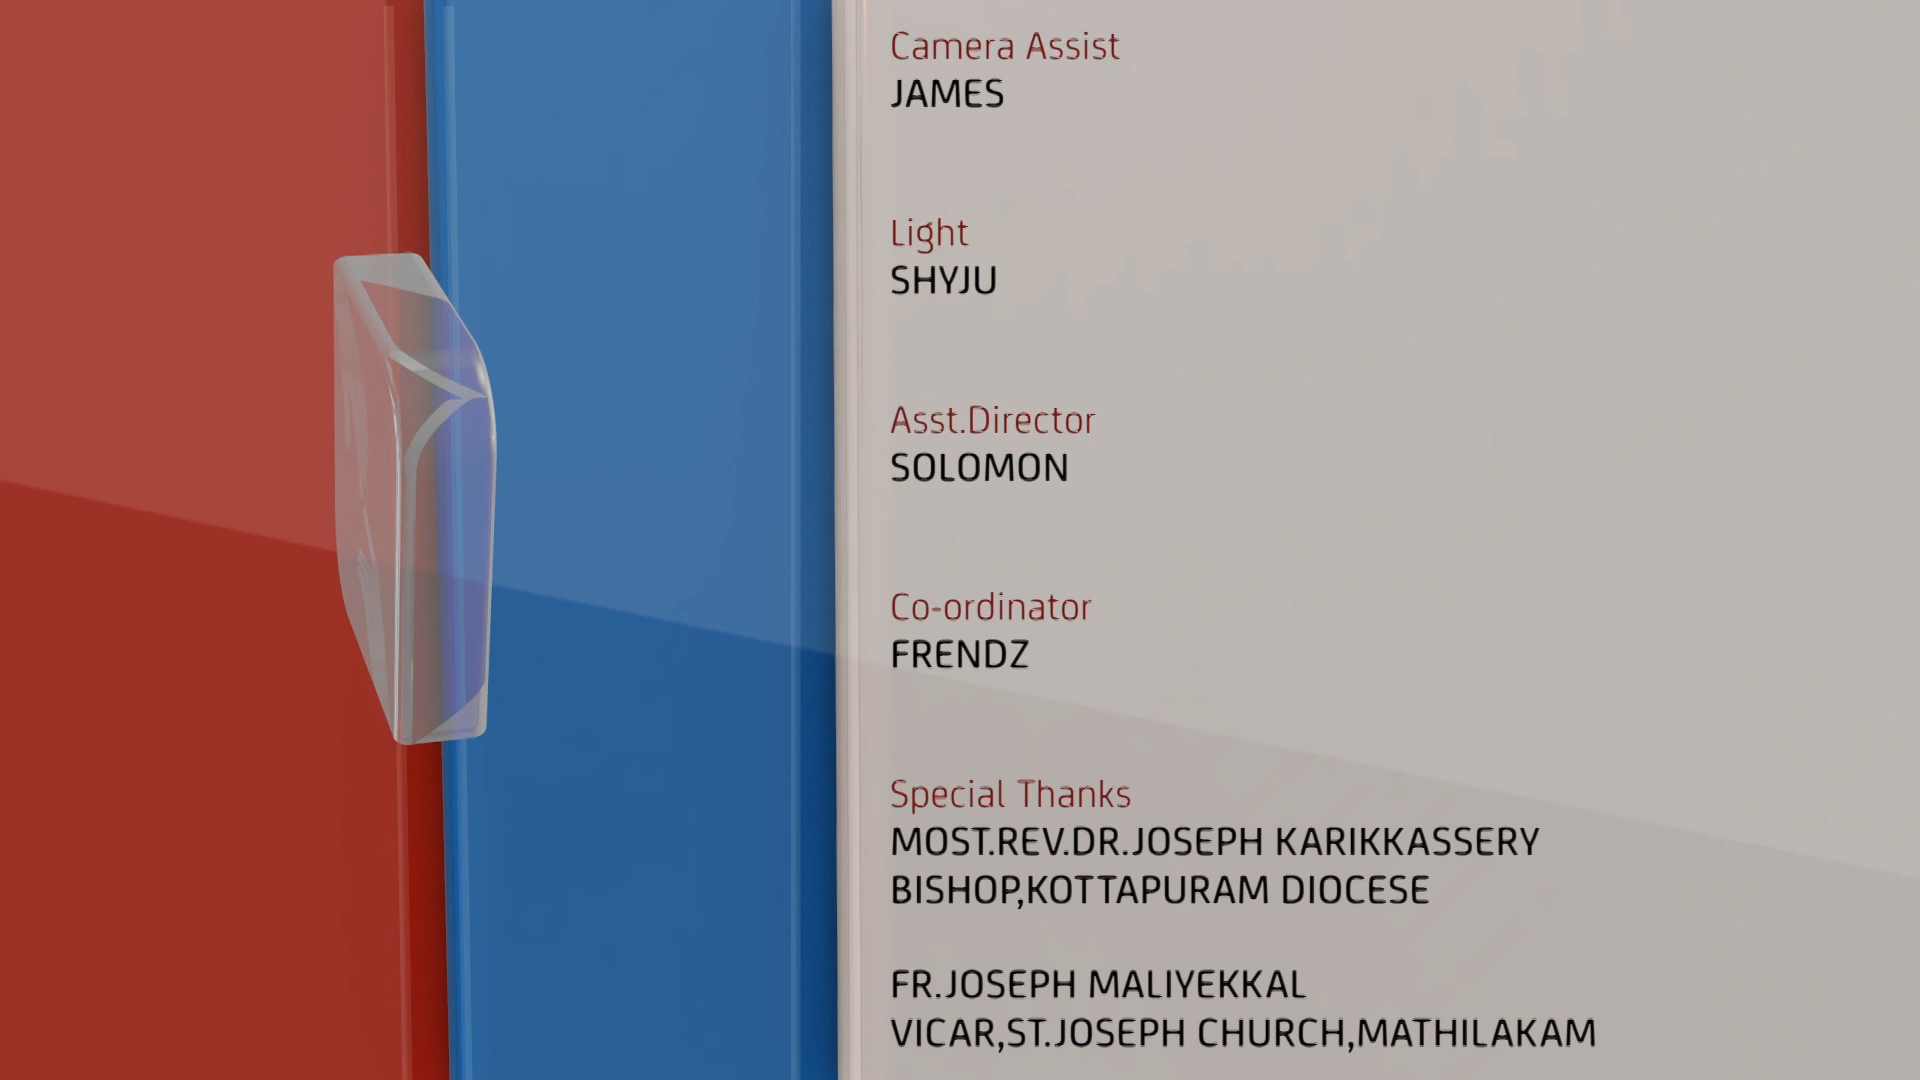 Camera Assist
JAMES
Light
SHYJU
Asst.Director
SOLOMON
Co-ordinator
FRENDZ
Special Thanks
MOST.REV.DR.JOSEPH KARIKKASSERY
BISHOP,KOTTAPURAM DIOCESE
FR.JOSEPH MALIYEKKAL
VICAR,ST.JOSEPH CHURCH,MATHILAKAM